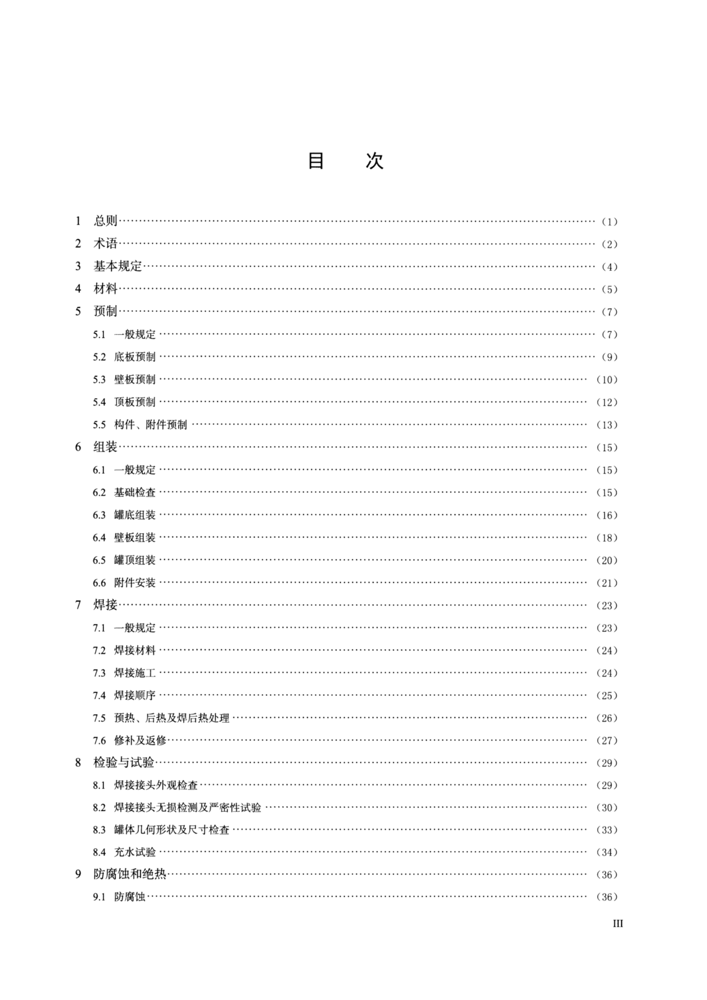 目 次
1 总则 (1)
2 术语 (2)
3 基本规定 (4)
4 材料 (5)
5 预制 (7)
5.1 一般规定 (7)
5.2 底板预制 (9)
5.3 壁板预制 (10)
5.4 顶板预制 (12)
5.5 构件、附件预制 (13)
6 组装 (15)
6.1 一般规定 (15)
6.2 基础检查 (15)
6.3 罐底组装 (16)
6.4 壁板组装 (18)
6.5 罐顶组装 (20)
6.6 附件安装 (21)
7 焊接 (23)
7.1 一般规定 (23)
7.2 焊接材料 (24)
7.3 焊接施工 (24)
7.4 焊接顺序 (25)
7.5 预热、后热及焊后热处理 (26)
7.6 修补及返修 (27)
8 检验与试验 (29)
8.1 焊接接头外观检查 (29)
8.2 焊接接头无损检测及严密性试验 (30)
8.3 罐体几何形状及尺寸检查 (33)
8.4 充水试验 (34)
9 防腐蚀和绝热 (36)
9.1 防腐蚀 (36)
III